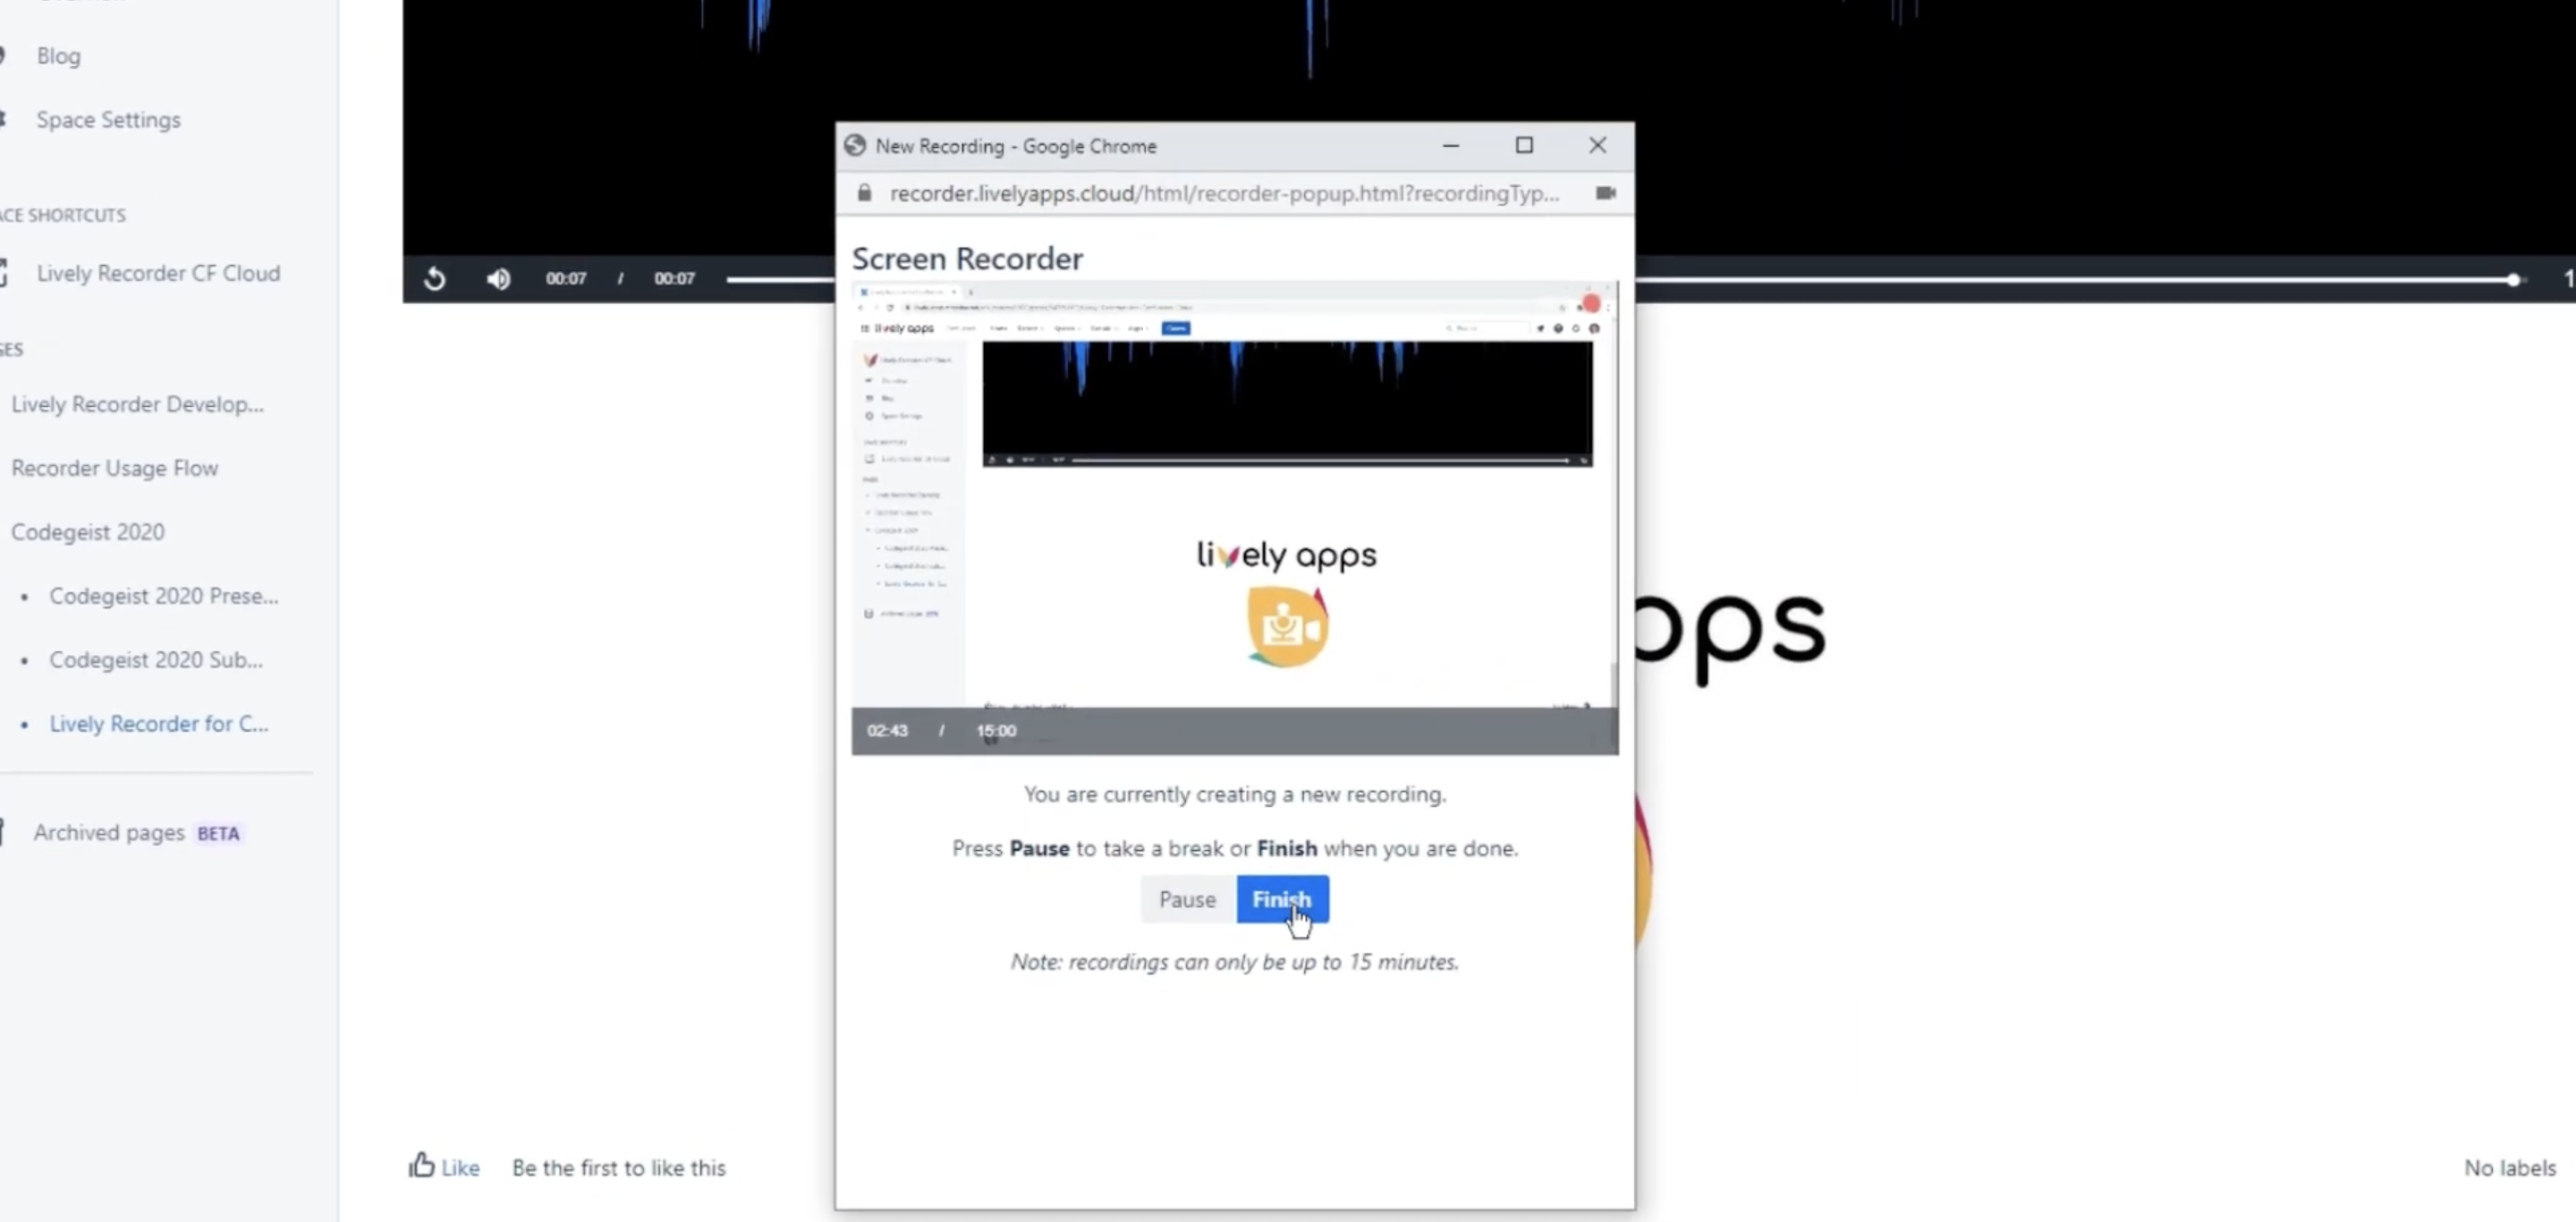 Blog
Space Settings
ACE SHORTCUTS
Lively Recorder CF Cloud
GES
Lively Recorder Develop...
Recorder Usage Flow
Codegeist 2020
• Codegeist 2020 Prese...
• Codegeist 2020 Sub...
• Lively Recorder for C...
Archived pages BETA
00:07 / 00:07
New Recording - Google Chrome
recorder.livelyapps.cloud/html/recorder-popup.html?recordingTyp...
Screen Recorder
lively apps
lively apps
02:43 / 15:00
You are currently creating a new recording.
Press Pause to take a break or Finish when you are done.
Pause Finish
Note: recordings can only be up to 15 minutes.
pps
Like Be the first to like this
No labels